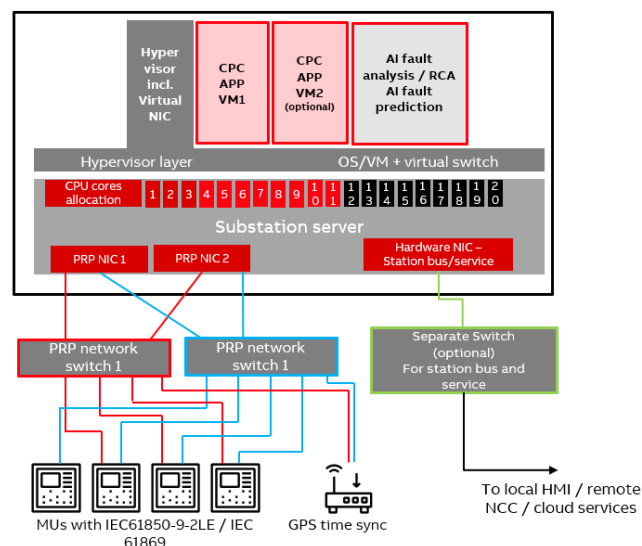 Hyper
visor
incl.
Virtual
NIC
CPC
APP
VM1
CPC
APP
VM2
(optional)
AI fault
analysis / RCA
AI fault
prediction
Hypervisor layer
OS/VM + virtual switch
CPU cores
allocation
1 2 3 4 5 6 7 8 9 10 11 12 13 14 15 16 17 18 19 20
Substation server
PRP NIC 1
PRP NIC 2
Hardware NIC –
Station bus/service
PRP network
switch 1
PRP network
switch 1
Separate Switch
(optional)
For station bus and
service
MUs with IEC61850-9-2LE / IEC
61869
GPS time sync
To local HMI / remote
NCC / cloud services